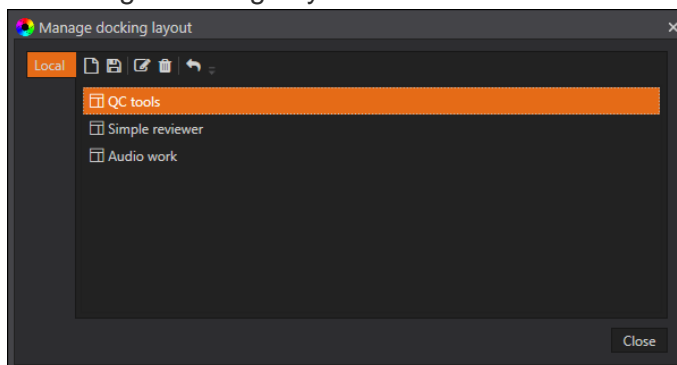 Manage docking layout
Local
QC tools
Simple reviewer
Audio work
Close